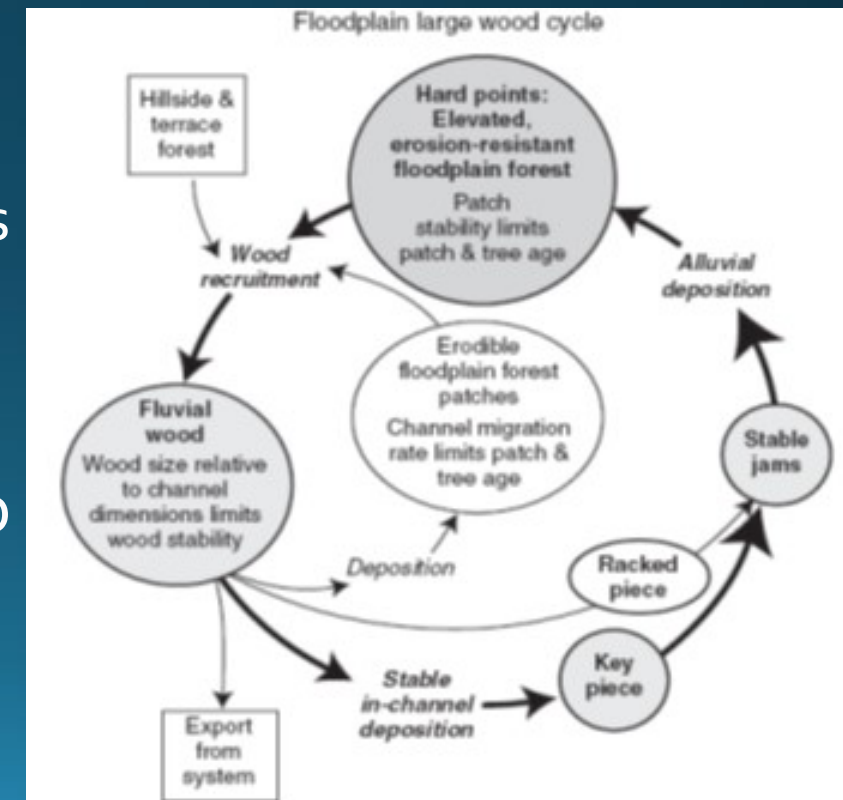 Floodplain large wood cycle
Hillside &
terrace
forest
Hard points:
Elevated,
erosion-resistant
floodplain forest
Patch
stability limits
patch & tree age
Wood
recruitment
Alluvial
deposition
Erodible
floodplain forest
patches
Channel migration
rate limits patch &
tree age
Fluvial
wood
Wood size relative
to channel
dimensions limits
wood stability
Stable
jams
Deposition
Racked
piece
Key
piece
Stable
in-channel
deposition
Export
from
system
s
o